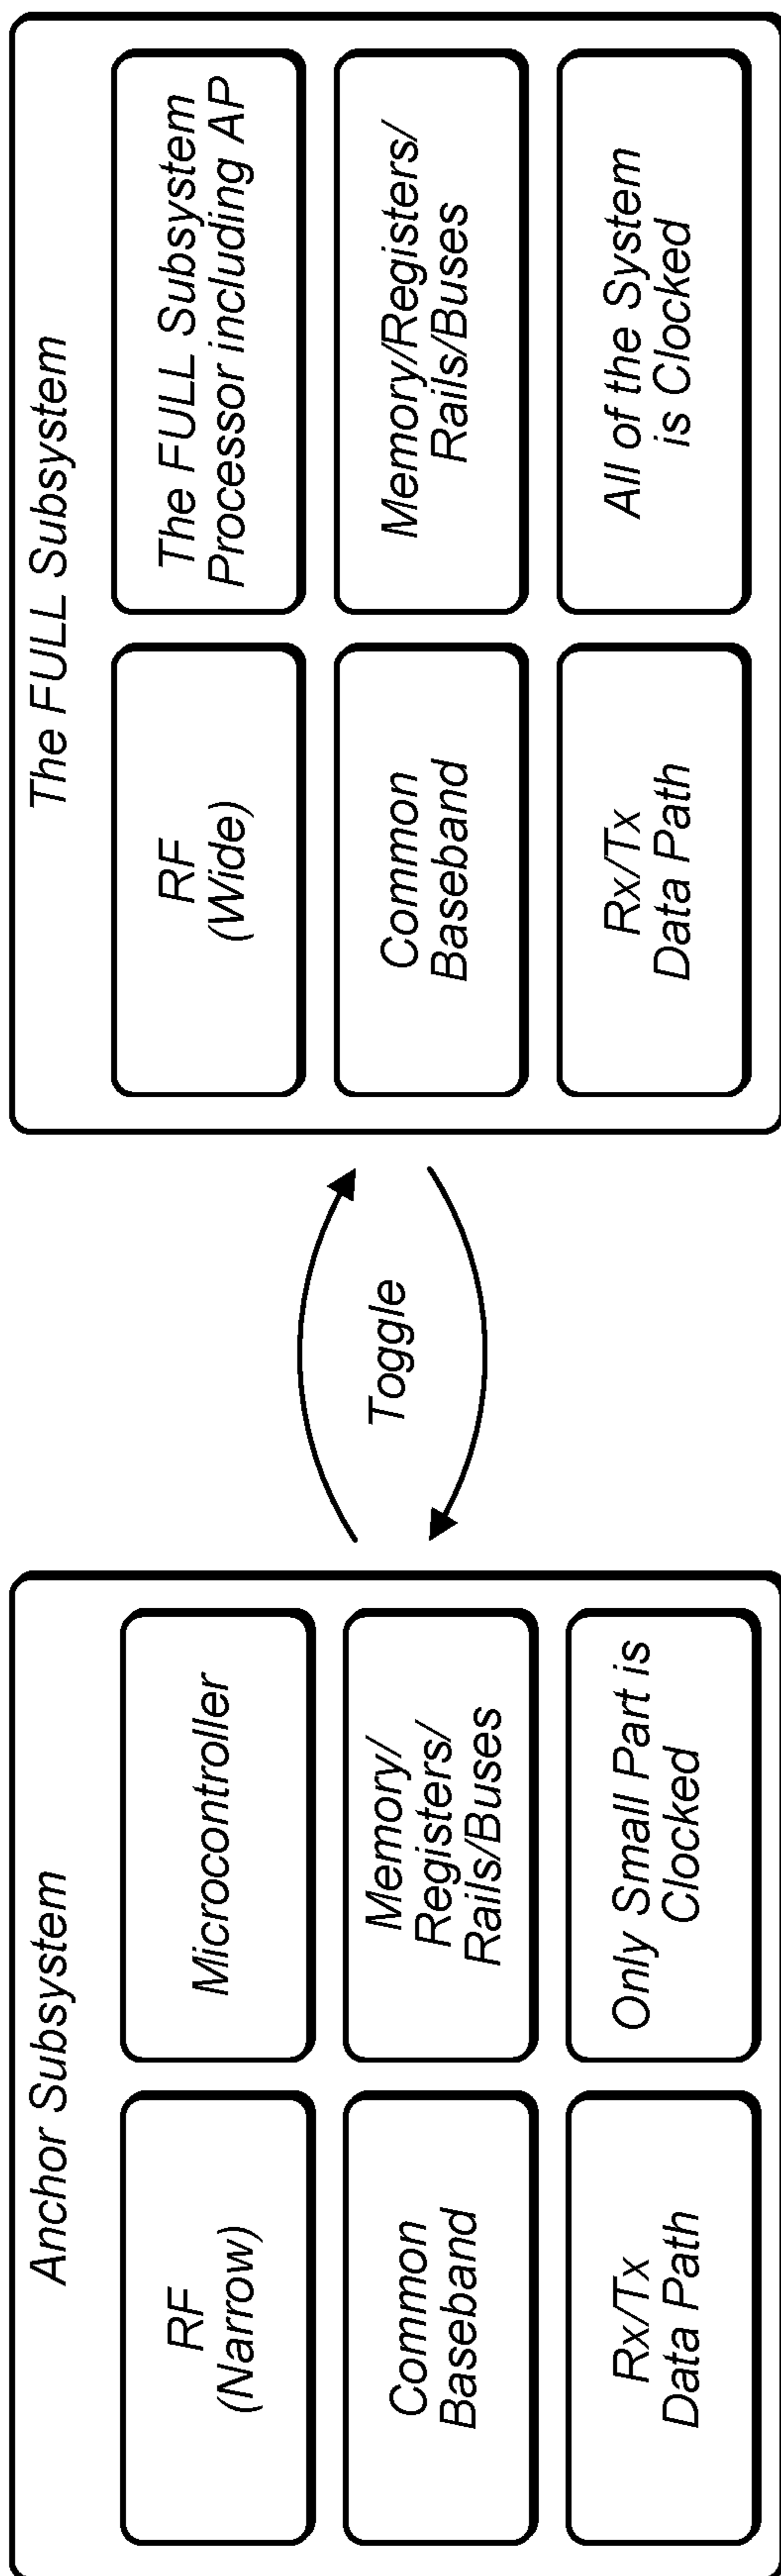 Anchor Subsystem
RF
(Narrow)
Microcontroller
Common
Baseband
Memory/
Registers/
Rails/Buses
Rx/Tx
Data Path
Only Small Part is
Clocked
Toggle
The FULL Subsystem
RF
(Wide)
The FULL Subsystem
Processor including AP
Common
Baseband
Memory/Registers/
Rails/Buses
Rx/Tx
Data Path
All of the System
is Clocked